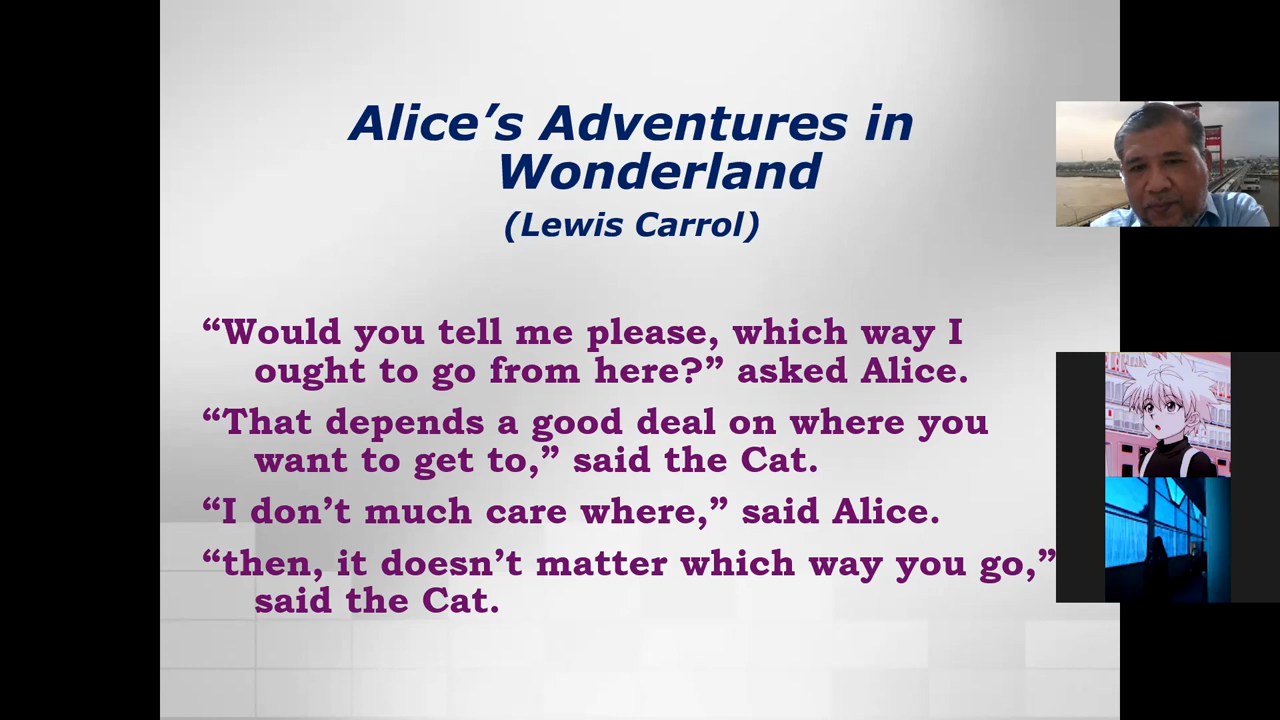 Alice’s Adventures in
Wonderland
(Lewis Carrol)
“Would you tell me please, which way I
ought to go from here?” asked Alice.
“That depends a good deal on where you
want to get to,” said the Cat.
“I don’t much care where,” said Alice.
“then, it doesn’t matter which way you go,”
said the Cat.